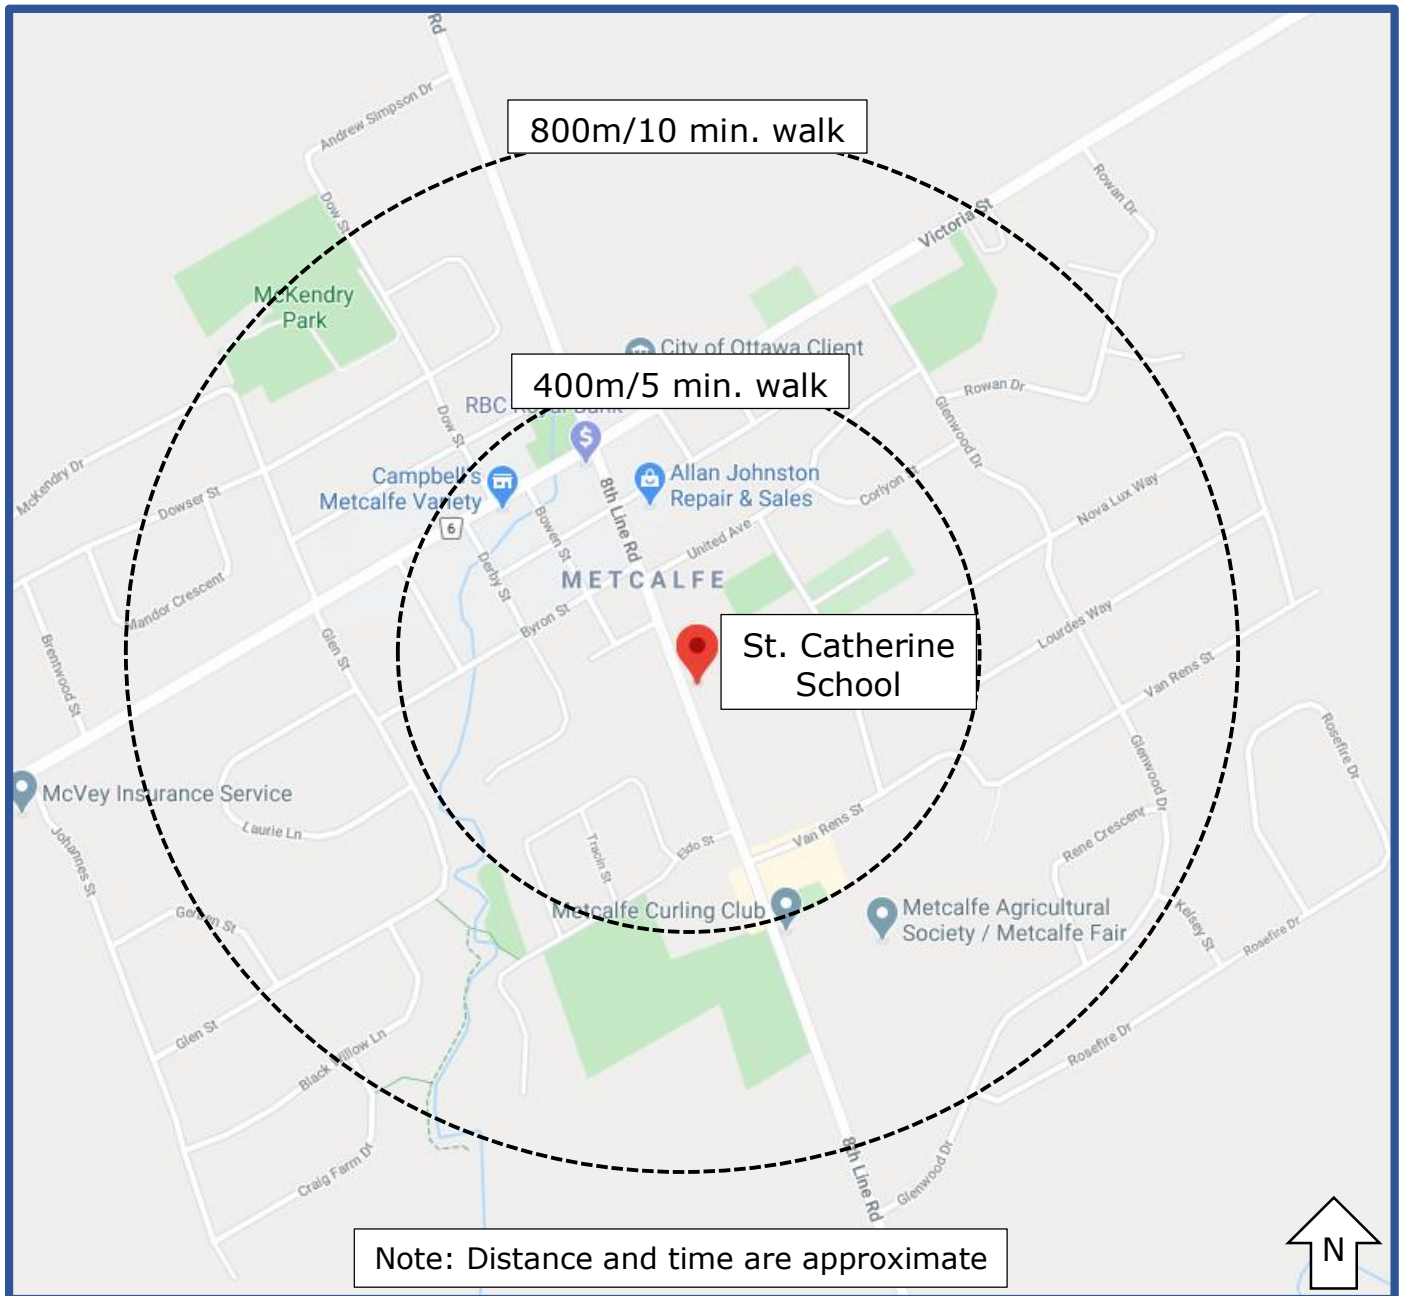 Rd
Andrew Simpson Dr
800m/10 min. walk
Dow St
Rowan Dr
Victoria St
McKendry
Park
City of Ottawa Client
400m/5 min. walk
RBC Royal Bank
Rowan Dr
Glenwood Dr
Dow St
McKendry Dr
Dowser St
Campbell's
Metcalfe Variety
6
8th Line Rd
Allan Johnston
Repair & Sales
Corlyon St
Nova Lux Way
Bowen St
United Ave
Derby St
METCALFE
Mandor Crescent
Byron St
Brentwood St
Glen St
St. Catherine
School
Lourdes Way
Van Rens St
Glenwood Dr
Rosefire Dr
McVey Insurance Service
Laurie Ln
Johannes St
Tracin St
Eldo St
Van Rens St
Rene Crescent
Metcalfe Curling Club
Metcalfe Agricultural
Society / Metcalfe Fair
Kelsey St
Rosefire Dr
Glen St
Black Willow Ln
Rosefire Dr
Craig Farm Dr
8th Line Rd
Glenwood Dr
Note: Distance and time are approximate
N